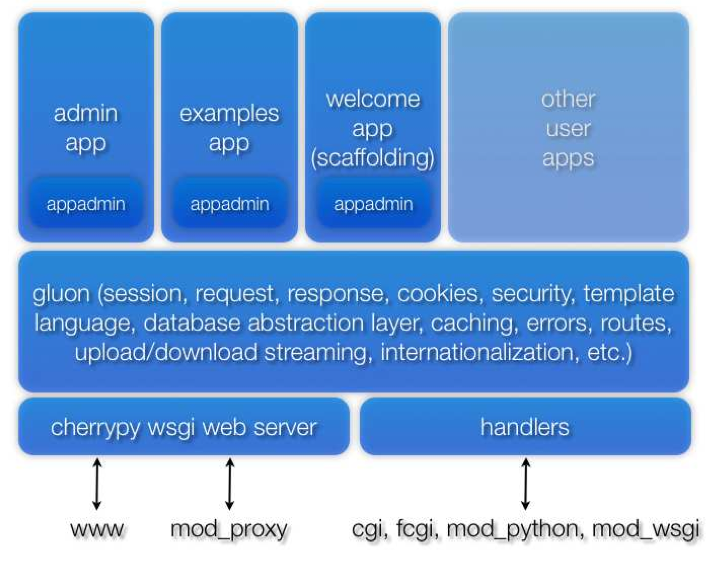 admin
app
appadmin
examples
app
appadmin
welcome
app
(scaffolding)
appadmin
other
user
apps
gluon (session, request, response, cookies, security, template
language, database abstraction layer, caching, errors, routes,
upload/download streaming, internationalization, etc.)
cherrypy wsgi web server
handlers
www
mod_proxy
cgi, fcgi, mod_python, mod_wsgi